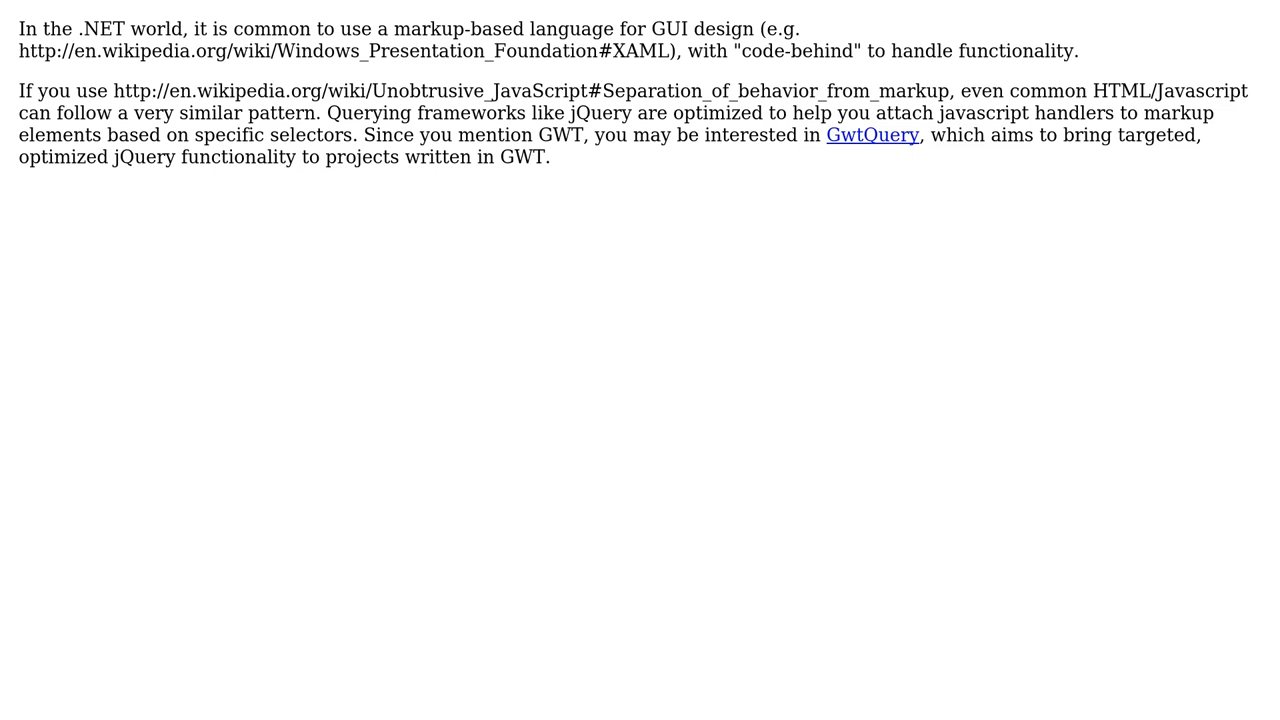 In the .NET world, it is common to use a markup-based language for GUI design (e.g.
http://en.wikipedia.org/wiki/Windows_Presentation_Foundation#XAML), with "code-behind" to handle functionality.
If you use http://en.wikipedia.org/wiki/Unobtrusive_JavaScript#Separation_of_behavior_from_markup, even common HTML/Javascript
can follow a very similar pattern. Querying frameworks like jQuery are optimized to help you attach javascript handlers to markup
elements based on specific selectors. Since you mention GWT, you may be interested in GwtQuery, which aims to bring targeted,
optimized jQuery functionality to projects written in GWT.